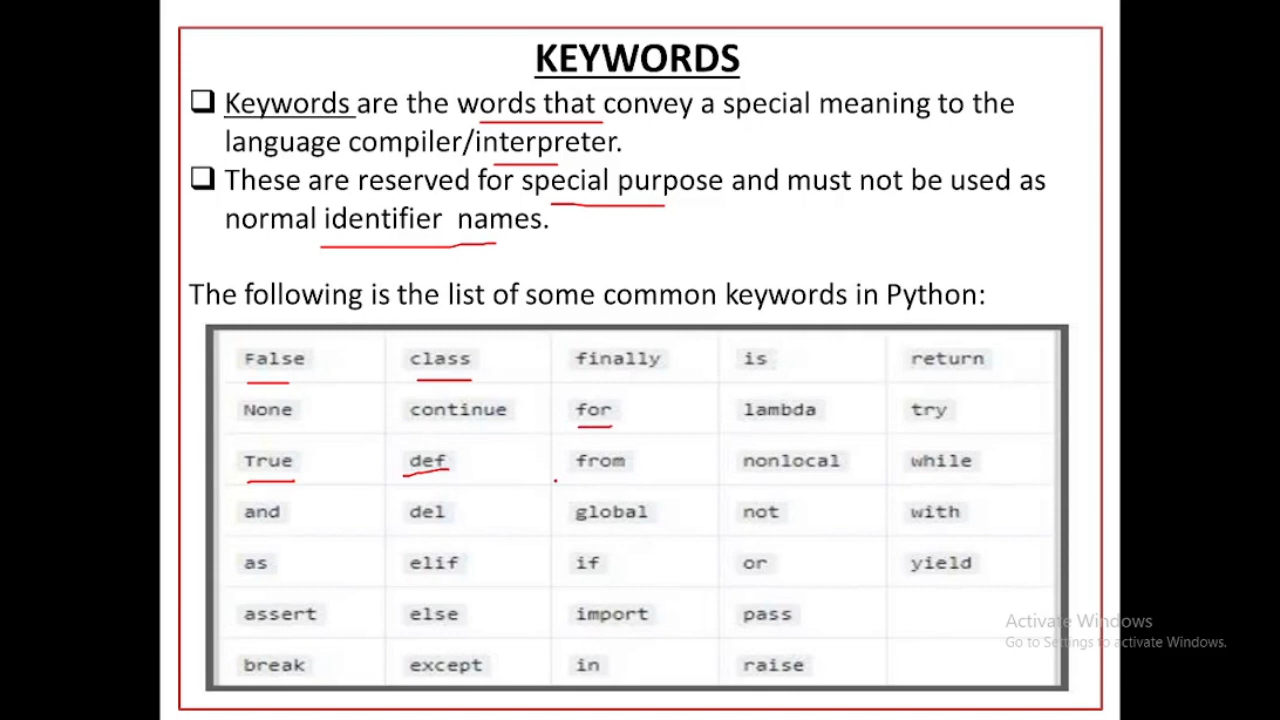 KEYWORDS
❑ Keywords are the words that convey a special meaning to the
language compiler/interpreter.
❑ These are reserved for special purpose and must not be used as
normal identifier names.
The following is the list of some common keywords in Python:
False class finally is return
None continue for lambda try
True def from nonlocal while
and del global not with
as elif if or yield
assert else import pass
break except in raise
Activate Windows
Go to Settings to activate Windows.